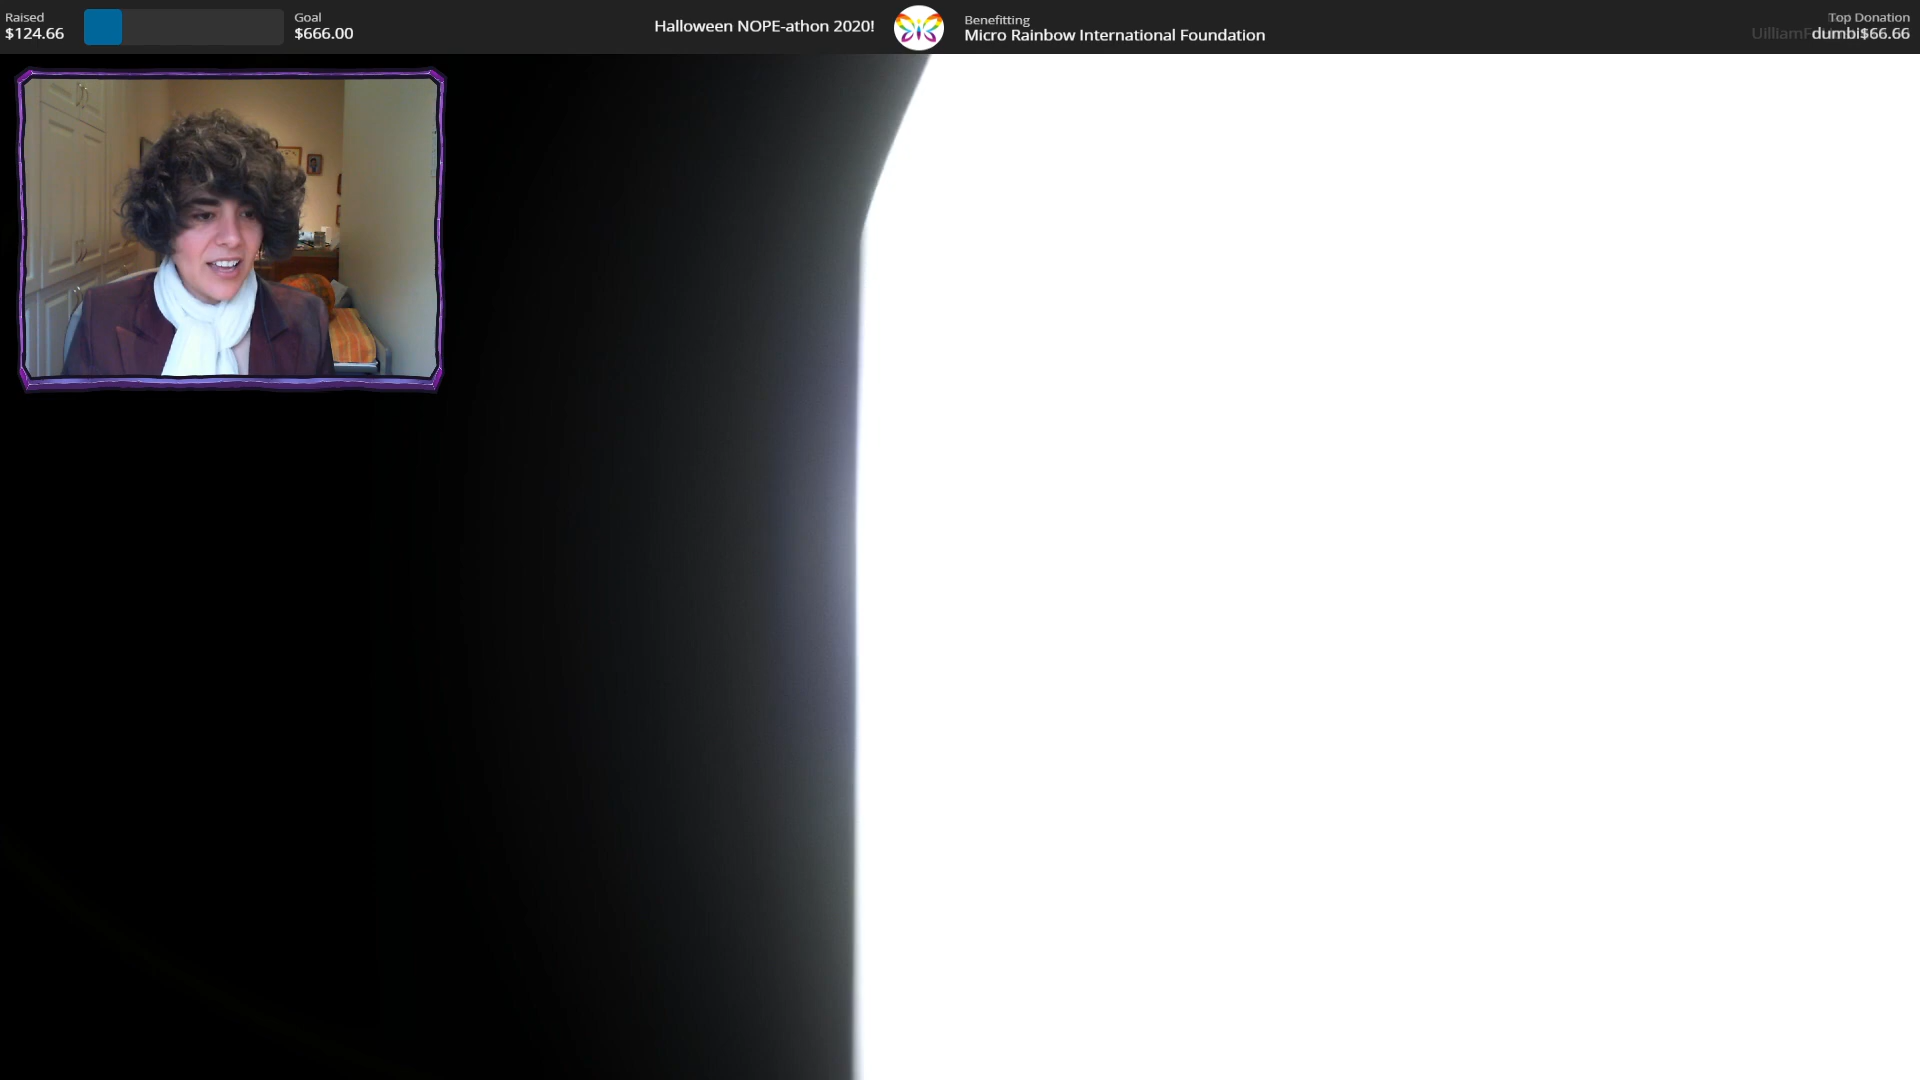 Raised
$124.66
Goal
$666.00
Halloween NOPE-athon 2020!
Benefitting
Micro Rainbow International Foundation
Top Donation
dumbi$66.66